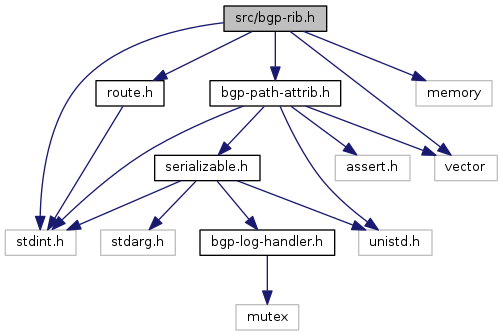 src/bgp-rib.h
route.h
bgp-path-attrib.h
memory
serializable.h
assert.h
vector
stdint.h
stdarg.h
bgp-log-handler.h
unistd.h
mutex